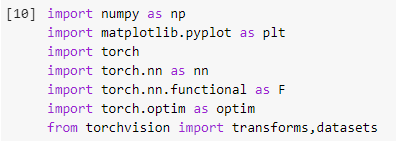 [10] import numpy as np
import matplotlib.pyplot as plt
import torch
import torch.nn as nn
import torch.nn.functional as F
import torch.optim as optim
from torchvision import transforms,datasets